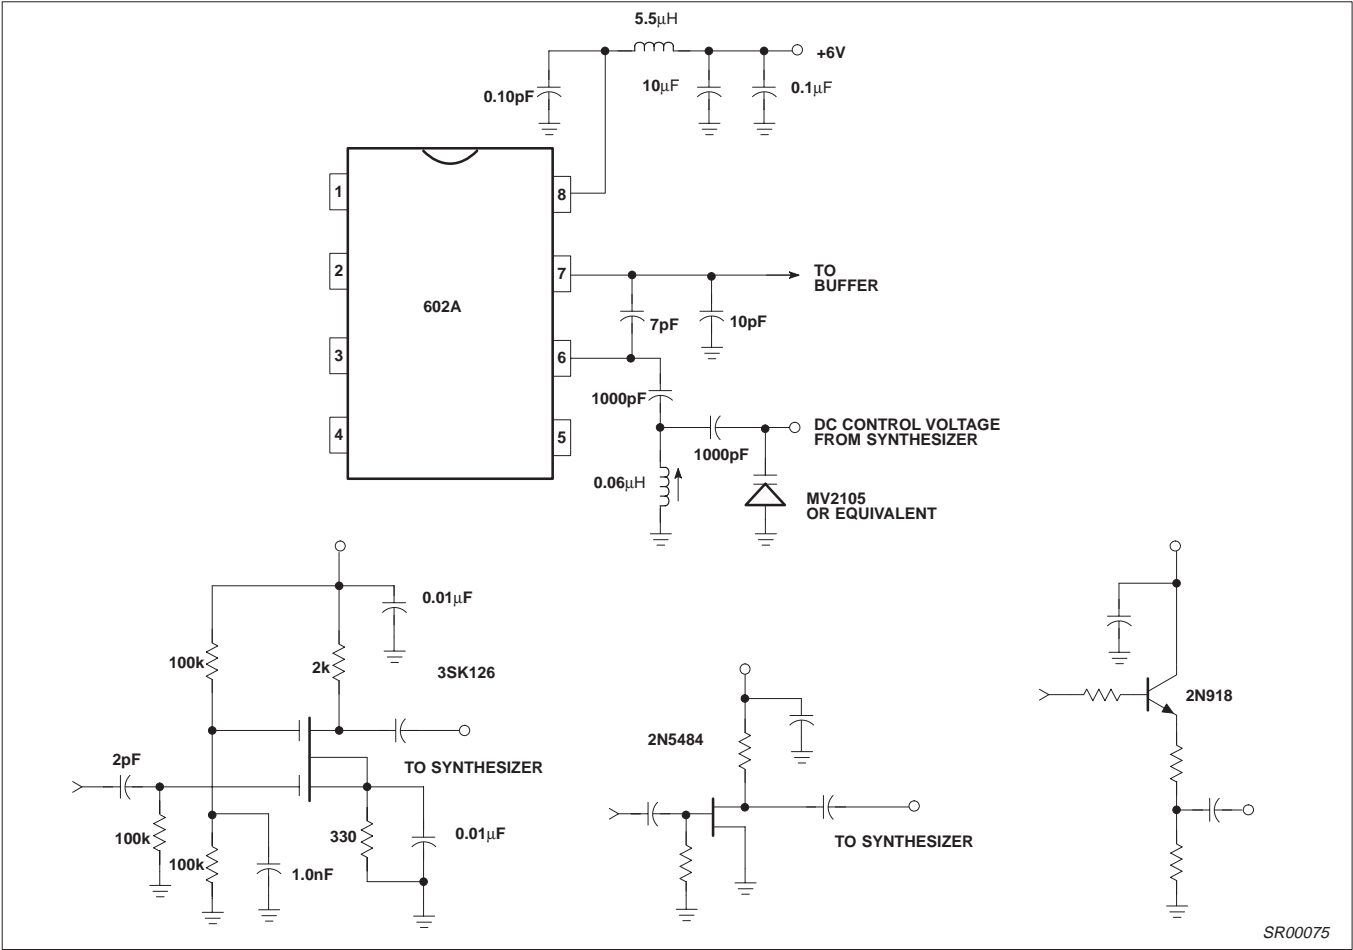 5.5μH
+6V
0.10pF
10μF
0.1μF
1
8
2
7
TO
BUFFER
602A
7pF
10pF
3
6
1000pF
4
5
DC CONTROL VOLTAGE
FROM SYNTHESIZER
1000pF
0.06μH
MV2105
OR EQUIVALENT
0.01μF
100k
2k
3SK126
2pF
TO SYNTHESIZER
100k
100k
330
0.01μF
1.0nF
2N5484
TO SYNTHESIZER
2N918
SR00075